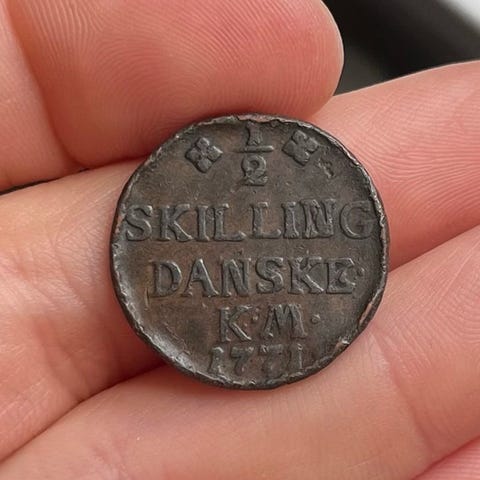 1/2
SKILLING
DANSKE·
K·M·
1771